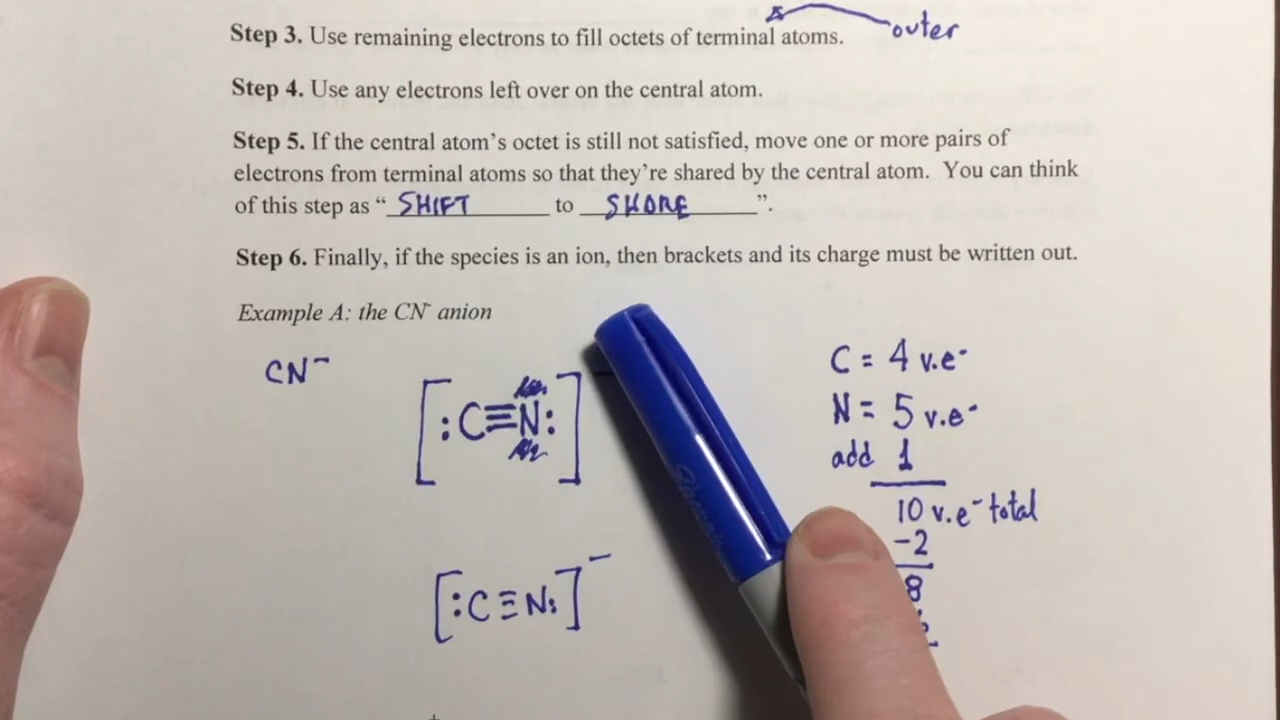 Step 3. Use remaining electrons to fill octets of terminal atoms. outer
Step 4. Use any electrons left over on the central atom.
Step 5. If the central atom's octet is still not satisfied, move one or more pairs of
electrons from terminal atoms so that they're shared by the central atom. You can think
of this step as “ SHIFT to SHARE ”.
Step 6. Finally, if the species is an ion, then brackets and its charge must be written out.
Example A: the CN⁻ anion
CN⁻
[:C≡N:]
C = 4 v.e⁻
N = 5 v.e⁻
add 1
10 v.e⁻ total
-2
8
[:C≡N:]⁻